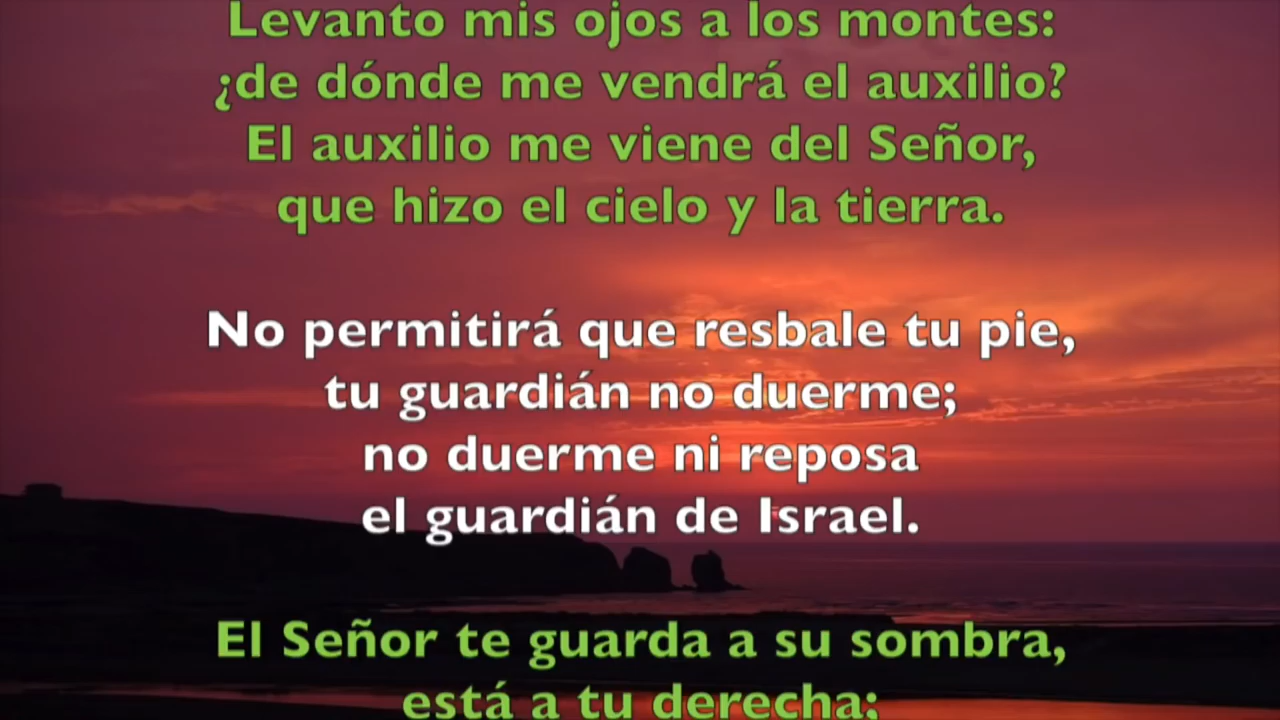 Levanto mis ojos a los montes:
¿de dónde me vendrá el auxilio?
El auxilio me viene del Señor,
que hizo el cielo y la tierra.
No permitirá que resbale tu pie,
tu guardián no duerme;
no duerme ni reposa
el guardián de Israel.
El Señor te guarda a su sombra,
está a tu derecha;